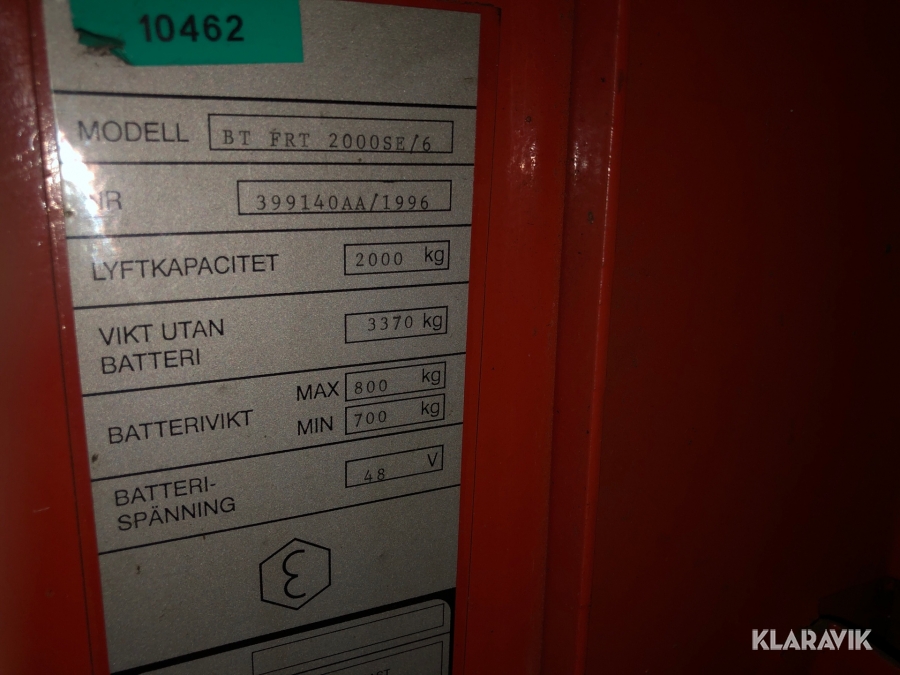 10462
MODELL BT FRT 2000SE/6
NR 399140AA/1996
LYFTKAPACITET 2000 kg
VIKT UTAN
BATTERI 3370 kg
BATTERIVIKT MAX 800 kg
MIN 700 kg
BATTERI-
SPÄNNING 48 V
KLARAVIK